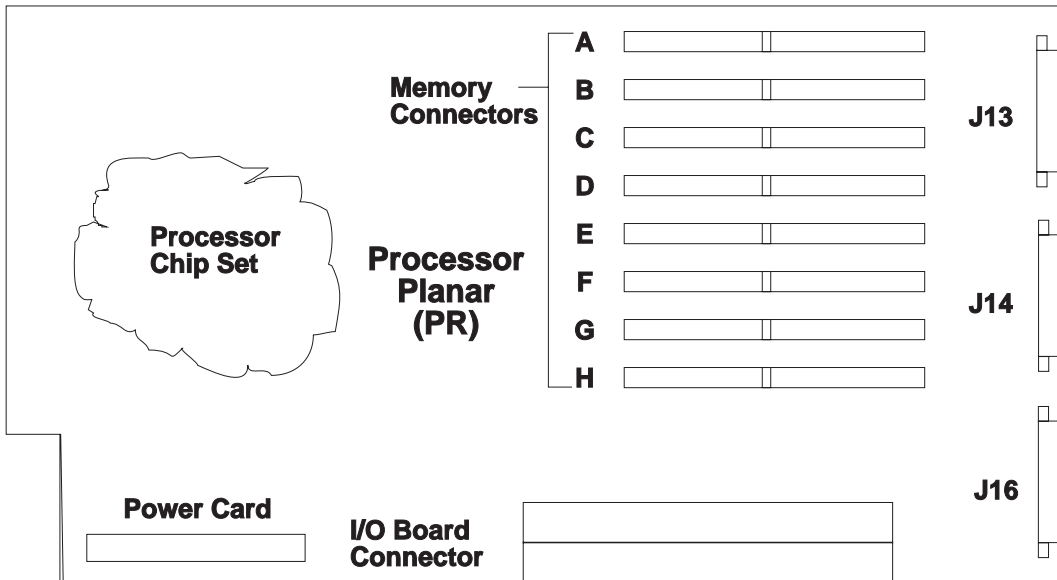 A
Memory
Connectors
B
C
J13
D
E
Processor
Chip Set
Processor
Planar
(PR)
F
J14
G
H
J16
Power Card
I/O Board
Connector